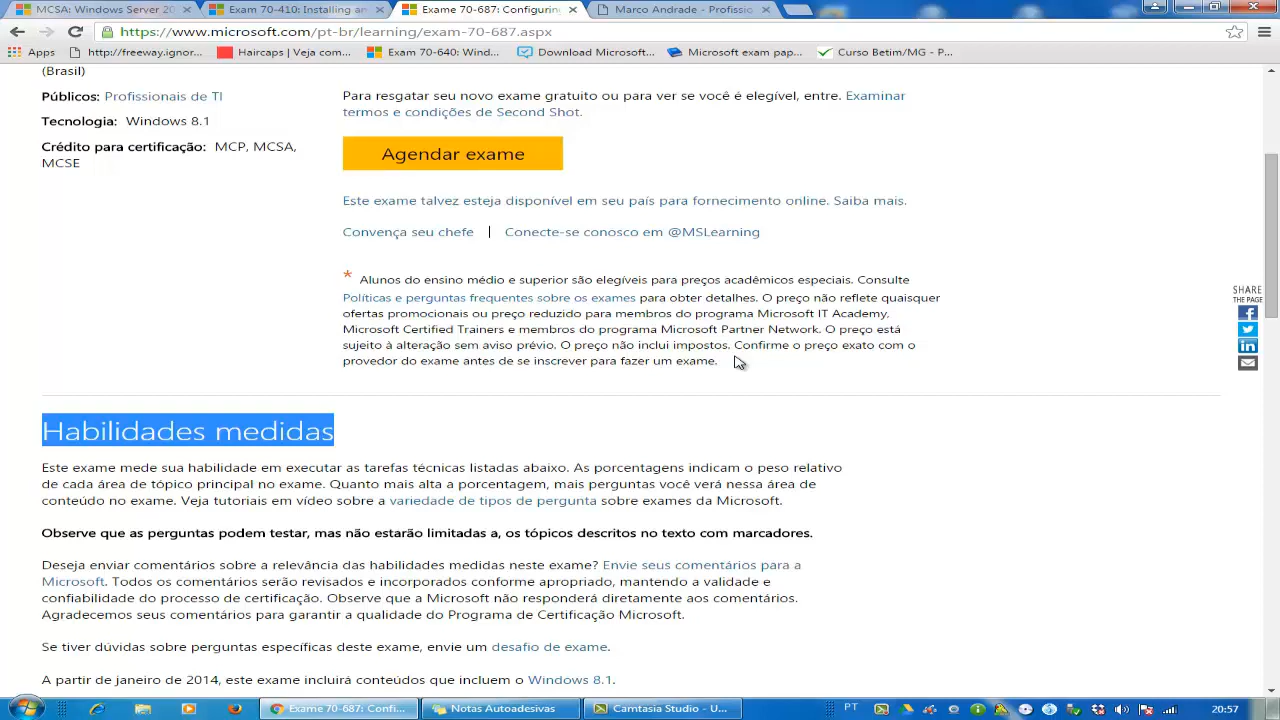 MCSA: Windows Server 20
Exam 70-410: Installing an
Exame 70-687: Configurin
Marco Andrade - Professio
https://www.microsoft.com/pt-br/learning/exam-70-687.aspx
Apps
http://freeway.ignor...
Haircaps | Veja com...
Exam 70-640: Wind...
Download Microsoft...
Microsoft exam pap...
Curso Betim/MG - P...
(Brasil)
Públicos: Profissionais de TI
Tecnologia: Windows 8.1
Crédito para certificação: MCP, MCSA,
MCSE
Para resgatar seu novo exame gratuito ou para ver se você é elegível, entre. Examinar
termos e condições de Second Shot.
Agendar exame
Este exame talvez esteja disponível em seu país para fornecimento online. Saiba mais.
Convença seu chefe | Conecte-se conosco em @MSLearning
* Alunos do ensino médio e superior são elegíveis para preços acadêmicos especiais. Consulte
Políticas e perguntas frequentes sobre os exames para obter detalhes. O preço não reflete quaisquer
ofertas promocionais ou preço reduzido para membros do programa Microsoft IT Academy,
Microsoft Certified Trainers e membros do programa Microsoft Partner Network. O preço está
sujeito à alteração sem aviso prévio. O preço não inclui impostos. Confirme o preço exato com o
provedor do exame antes de se inscrever para fazer um exame.
SHARE
THE PAGE
Habilidades medidas
Este exame mede sua habilidade em executar as tarefas técnicas listadas abaixo. As porcentagens indicam o peso relativo
de cada área de tópico principal no exame. Quanto mais alta a porcentagem, mais perguntas você verá nessa área de
conteúdo no exame. Veja tutoriais em vídeo sobre a variedade de tipos de pergunta sobre exames da Microsoft.
Observe que as perguntas podem testar, mas não estarão limitadas a, os tópicos descritos no texto com marcadores.
Deseja enviar comentários sobre a relevância das habilidades medidas neste exame? Envie seus comentários para a
Microsoft. Todos os comentários serão revisados e incorporados conforme apropriado, mantendo a validade e
confiabilidade do processo de certificação. Observe que a Microsoft não responderá diretamente aos comentários.
Agradecemos seus comentários para garantir a qualidade do Programa de Certificação Microsoft.
Se tiver dúvidas sobre perguntas específicas deste exame, envie um desafio de exame.
A partir de janeiro de 2014, este exame incluirá conteúdos que incluem o Windows 8.1.
Exame 70-687: Confi...
Notas Autoadesivas
Camtasia Studio - U...
PT
20:57